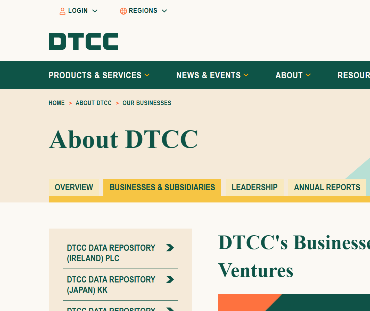 LOGIN REGIONS
DTCC
PRODUCTS & SERVICES NEWS & EVENTS ABOUT RESOUR
HOME > ABOUT DTCC > OUR BUSINESSES
About DTCC
OVERVIEW BUSINESSES & SUBSIDIARIES LEADERSHIP ANNUAL REPORTS
DTCC DATA REPOSITORY
(IRELAND) PLC
DTCC DATA REPOSITORY
(JAPAN) KK
DTCC DATA REPOSITORY
DTCC's Businesse
Ventures